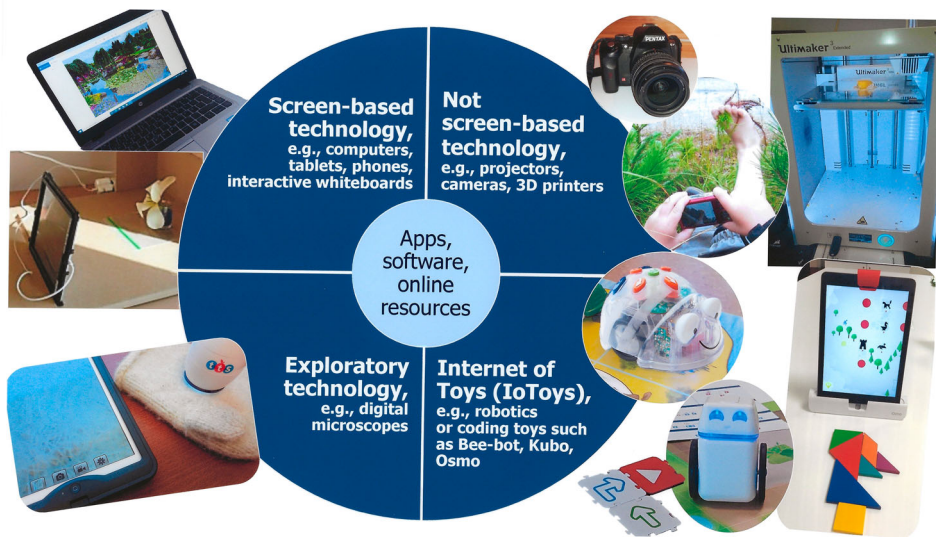 Screen-based
technology,
e.g., computers,
tablets, phones,
interactive whiteboards
Not
screen-based
technology,
e.g., projectors,
cameras, 3D printers
Apps,
software,
online
resources
Exploratory
technology,
e.g., digital
microscopes
Internet of
Toys (IoToys),
e.g., robotics
or coding toys such
as Bee-bot, Kubo,
Osmo
PENTAX
Ultimaker
Ultimaker
tts